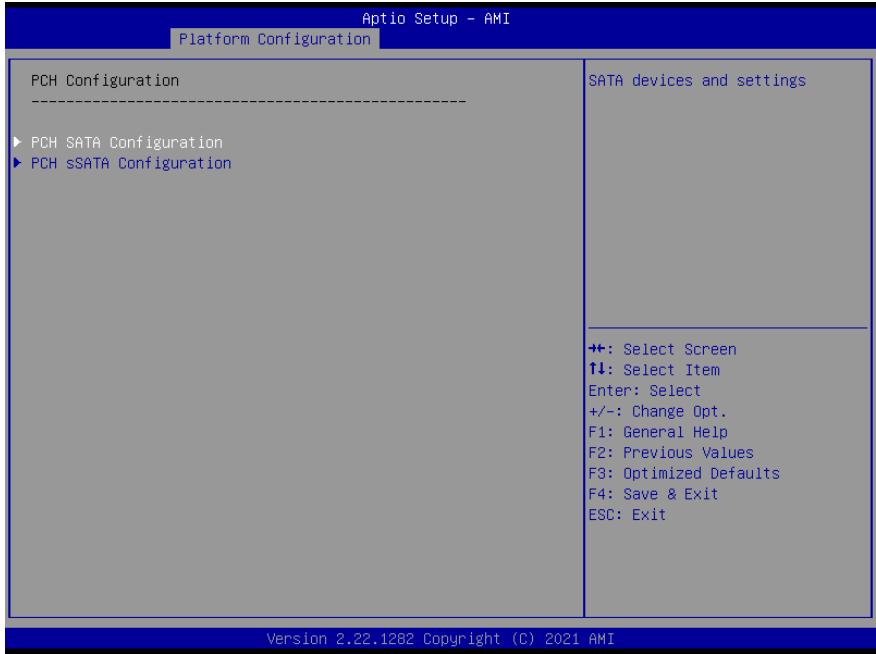 Aptio Setup – AMI
Platform Configuration
PCH Configuration
--------------------------------------------------
PCH SATA Configuration
PCH sSATA Configuration
SATA devices and settings
→←: Select Screen
↑↓: Select Item
Enter: Select
+/-: Change Opt.
F1: General Help
F2: Previous Values
F3: Optimized Defaults
F4: Save & Exit
ESC: Exit
Version 2.22.1282 Copyright (C) 2021 AMI